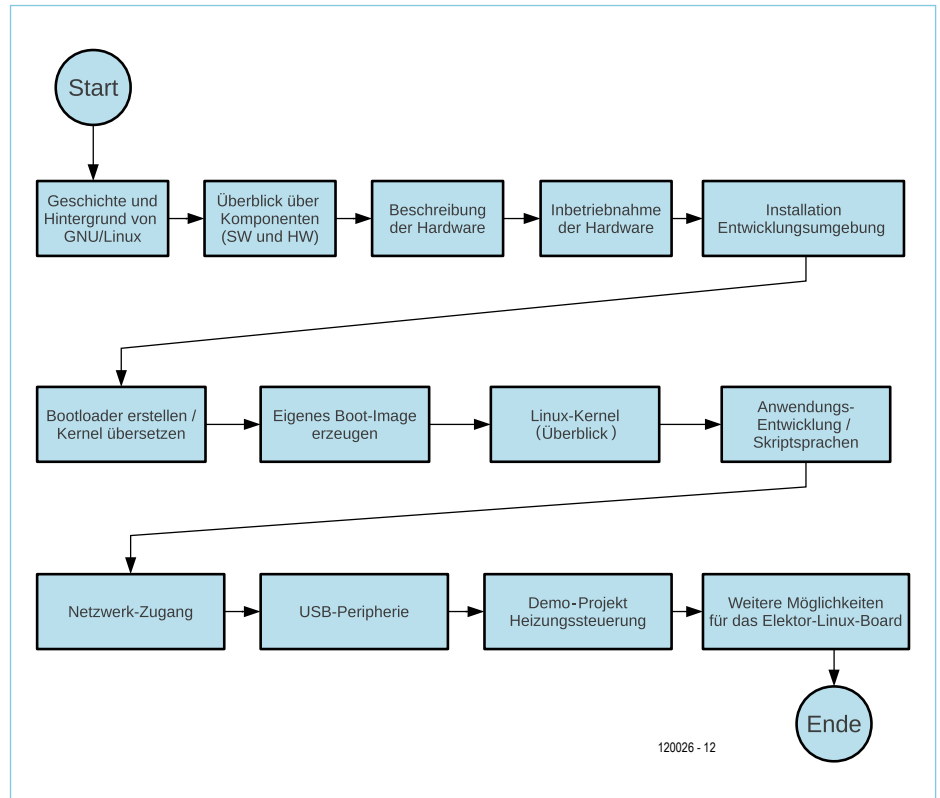 Start
Geschichte und
Hintergrund von
GNU/Linux
Überblick über
Komponenten
(SW und HW)
Beschreibung
der Hardware
Inbetriebnahme
der Hardware
Installation
Entwicklungsumgebung
Bootloader erstellen /
Kernel übersetzen
Eigenes Boot-Image
erzeugen
Linux-Kernel
(Überblick)
Anwendungs-
Entwicklung /
Skriptsprachen
Netzwerk-Zugang
USB-Peripherie
Demo-Projekt
Heizungssteuerung
Weitere Möglichkeiten
für das Elektor-Linux-Board
Ende
120026 - 12